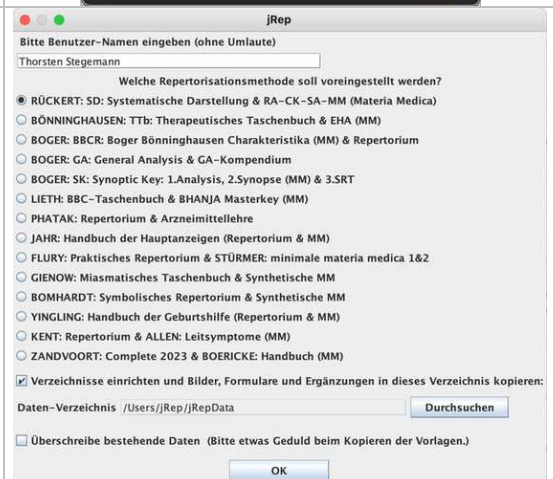 jRep
Bitte Benutzer-Namen eingeben (ohne Umlaute)
Thorsten Stegemann
Welche Repertorisationsmethode soll voreingestellt werden?
RÜCKERT: SD: Systematische Darstellung & RA-CK-SA-MM (Materia Medica)
BÖNNINGHAUSEN: TTb: Therapeutisches Taschenbuch & EHA (MM)
BOGER: BBCR: Boger Bönninghausen Charakteristika (MM) & Repertorium
BOGER: GA: General Analysis & GA-Kompendium
BOGER: SK: Synoptic Key: 1.Analysis, 2.Synopse (MM) & 3.SRT
LIETH: BBC-Taschenbuch & BHANJA Masterkey (MM)
PHATAK: Repertorium & Arzneimittellehre
JAHR: Handbuch der Hauptanzeigen (Repertorium & MM)
FLURY: Praktisches Repertorium & STÜRMER: minimale materia medica 1&2
GIENOW: Miasmatisches Taschenbuch & Synthetische MM
BOMHARDT: Symbolisches Repertorium & Synthetische MM
YINGLING: Handbuch der Geburtshilfe (Repertorium & MM)
KENT: Repertorium & ALLEN: Leitsymptome (MM)
ZANDVOORT: Complete 2023 & BOERICKE: Handbuch (MM)
Verzeichnisse einrichten und Bilder, Formulare und Ergänzungen in dieses Verzeichnis kopieren:
Daten-Verzeichnis /Users/jRep/jRepData Durchsuchen
Überschreibe bestehende Daten (Bitte etwas Geduld beim Kopieren der Vorlagen.)
OK